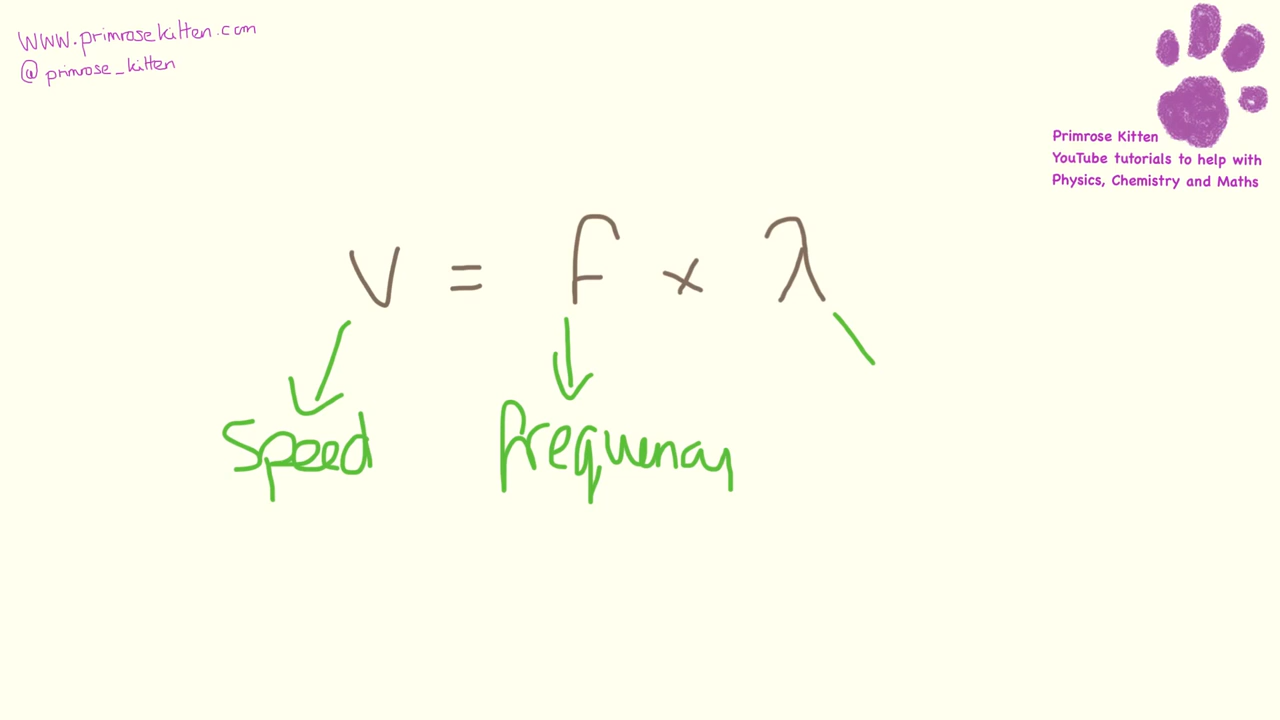 www.primrosekitten.com
@primrose_kitten
Primrose Kitten
YouTube tutorials to help with
Physics, Chemistry and Maths
v = f × λ
Speed frequency